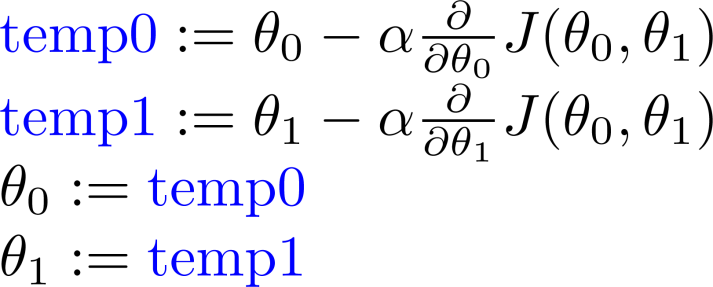 temp0 := θ₀ − α ∂/∂θ₀ J(θ₀, θ₁)
temp1 := θ₁ − α ∂/∂θ₁ J(θ₀, θ₁)
θ₀ := temp0
θ₁ := temp1